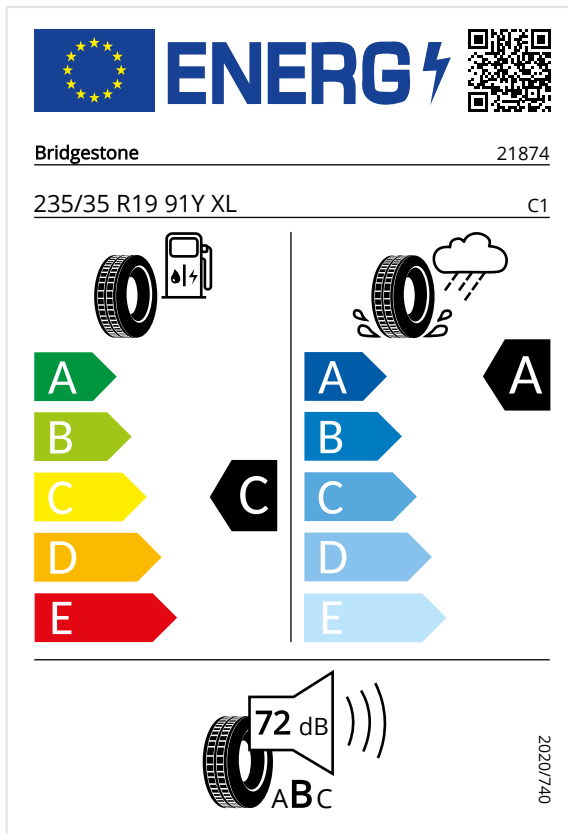 ENERG
Bridgestone 21874
235/35 R19 91Y XL C1
A A A
B B
C C C
D D
E E
72 dB
ABC
2020/740